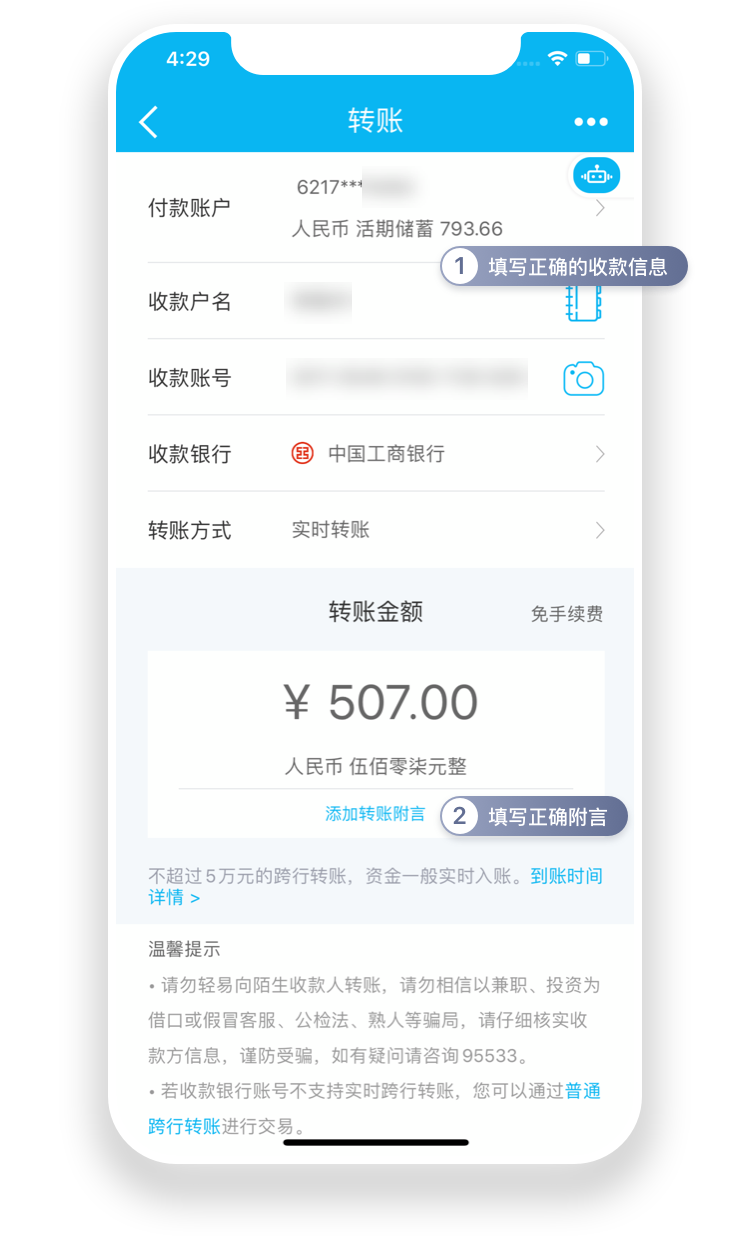 4:29
转账
付款账户
6217***
人民币 活期储蓄 793.66
1 填写正确的收款信息
收款户名
收款账号
收款银行 中国工商银行
转账方式 实时转账
转账金额 免手续费
¥ 507.00
人民币 伍佰零柒元整
添加转账附言
2 填写正确附言
不超过5万元的跨行转账，资金一般实时入账。到账时间
详情 >
温馨提示
• 请勿轻易向陌生收款人转账，请勿相信以兼职、投资为
借口或假冒客服、公检法、熟人等骗局，请仔细核实收
款方信息，谨防受骗，如有疑问请咨询95533。
• 若收款银行账号不支持实时跨行转账，您可以通过普通
跨行转账进行交易。